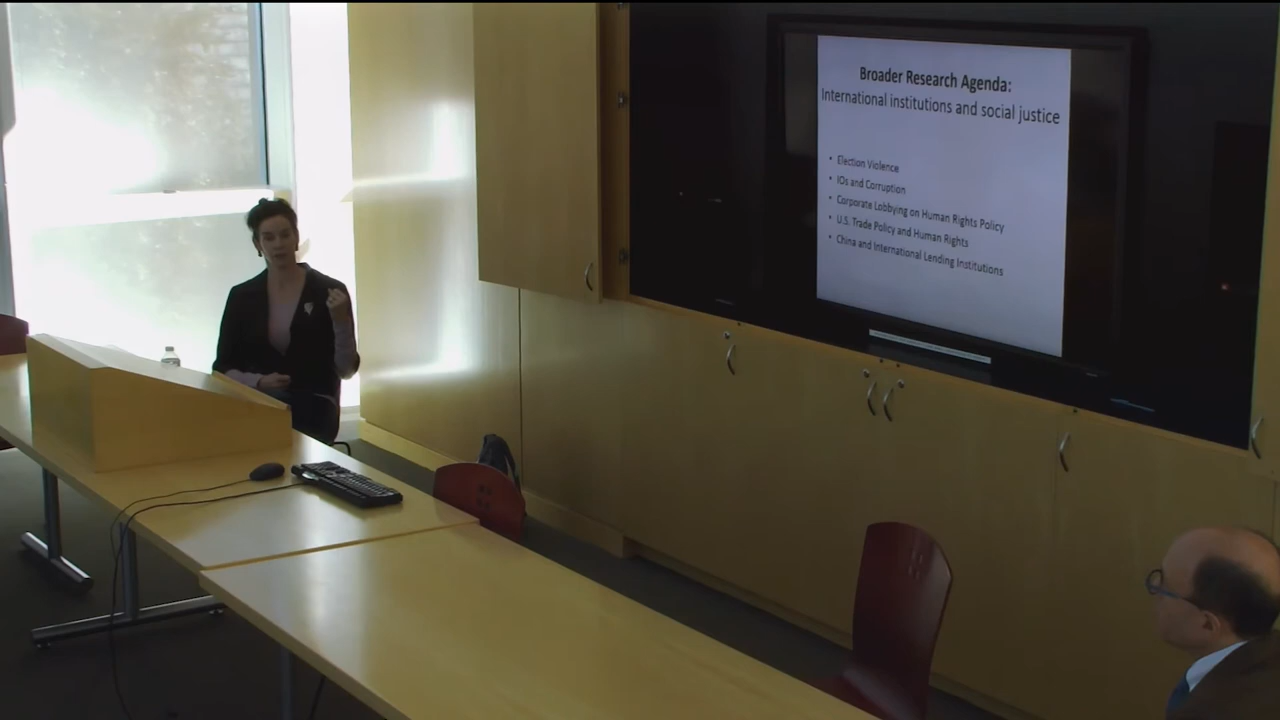 Broader Research Agenda:
International institutions and social justice
• Election Violence
• IOs and Corruption
• Corporate Lobbying on Human Rights Policy
• U.S. Trade Policy and Human Rights
• China and International Lending Institutions